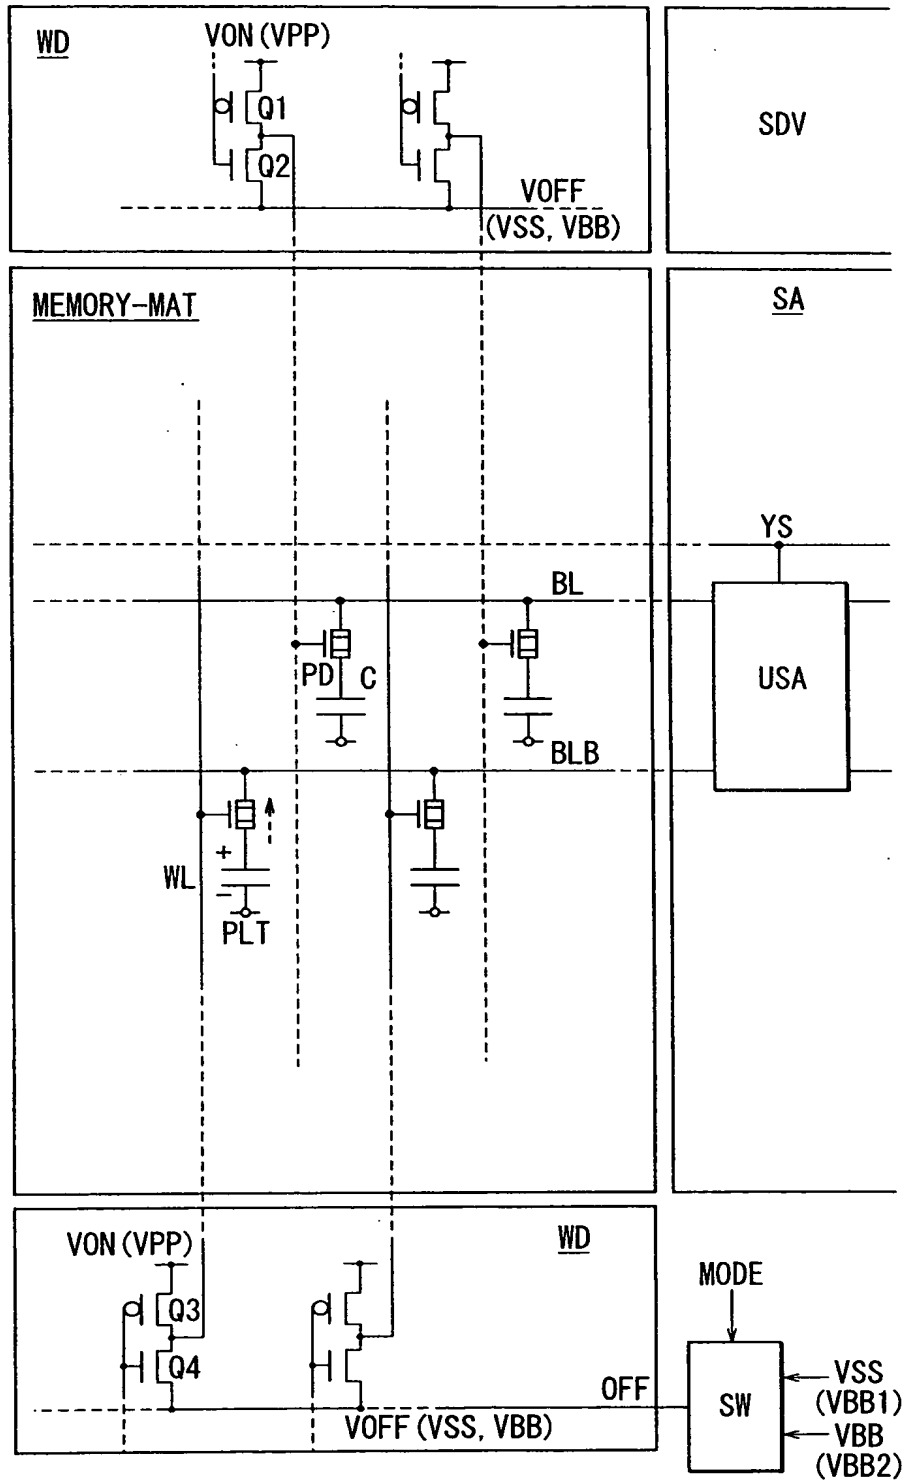 WD
VON (VPP)
Q1
Q2
VOFF
(VSS, VBB)
SDV
MEMORY-MAT
SA
YS
BL
PD
C
USA
BLB
+
WL
−
PLT
VON (VPP)
WD
Q3
Q4
MODE
OFF
SW
VSS
(VBB1)
VOFF (VSS, VBB)
VBB
(VBB2)